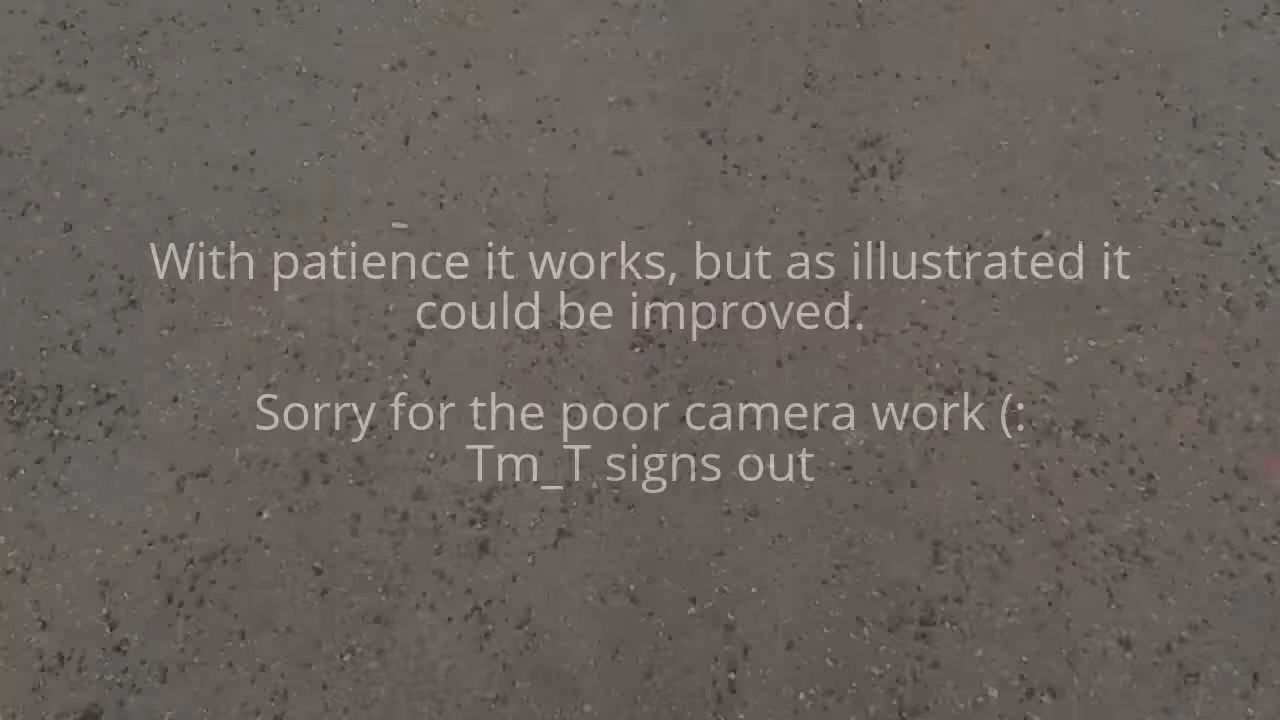 With patience it works, but as illustrated it
could be improved.
Sorry for the poor camera work (:
Tm_T signs out